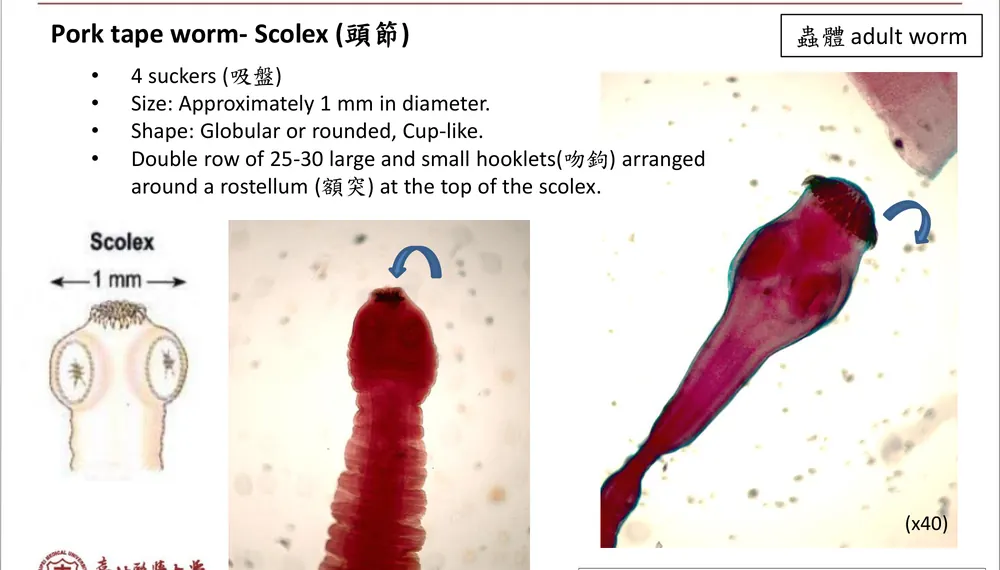 Pork tape worm- Scolex (頭節)
蟲體 adult worm
• 4 suckers (吸盤)
• Size: Approximately 1 mm in diameter.
• Shape: Globular or rounded, Cup-like.
• Double row of 25-30 large and small hooklets(吻鉤) arranged
around a rostellum (額突) at the top of the scolex.
Scolex
1 mm
(x40)